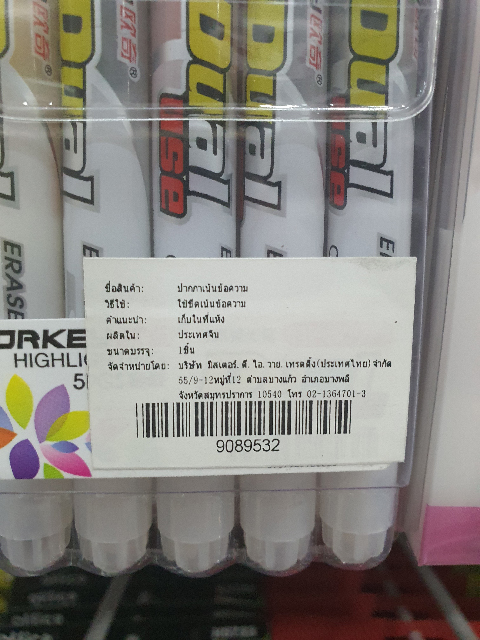 Dual
use
欧奇
ERASE
ORKE
HIGHLI
5
ชื่อสินค้า: ปากกาเน้นข้อความ
วิธีใช้: ใช้ขีดเน้นข้อความ
คำแนะนำ: เก็บในที่แห้ง
ผลิตใน: ประเทศจีน
ขนาดบรรจุ: 1ชิ้น
จัดจำหน่ายโดย: บริษัท มิสเตอร์. ดี. ไอ. วาย. เทรดดิ้ง(ประเทศไทย)จำกัด
55/9-12หมู่ที่12 ตำบลบางแก้ว อำเภอบางพลี
จังหวัดสมุทรปราการ 10540 โทร 02-1364701-3
9089532